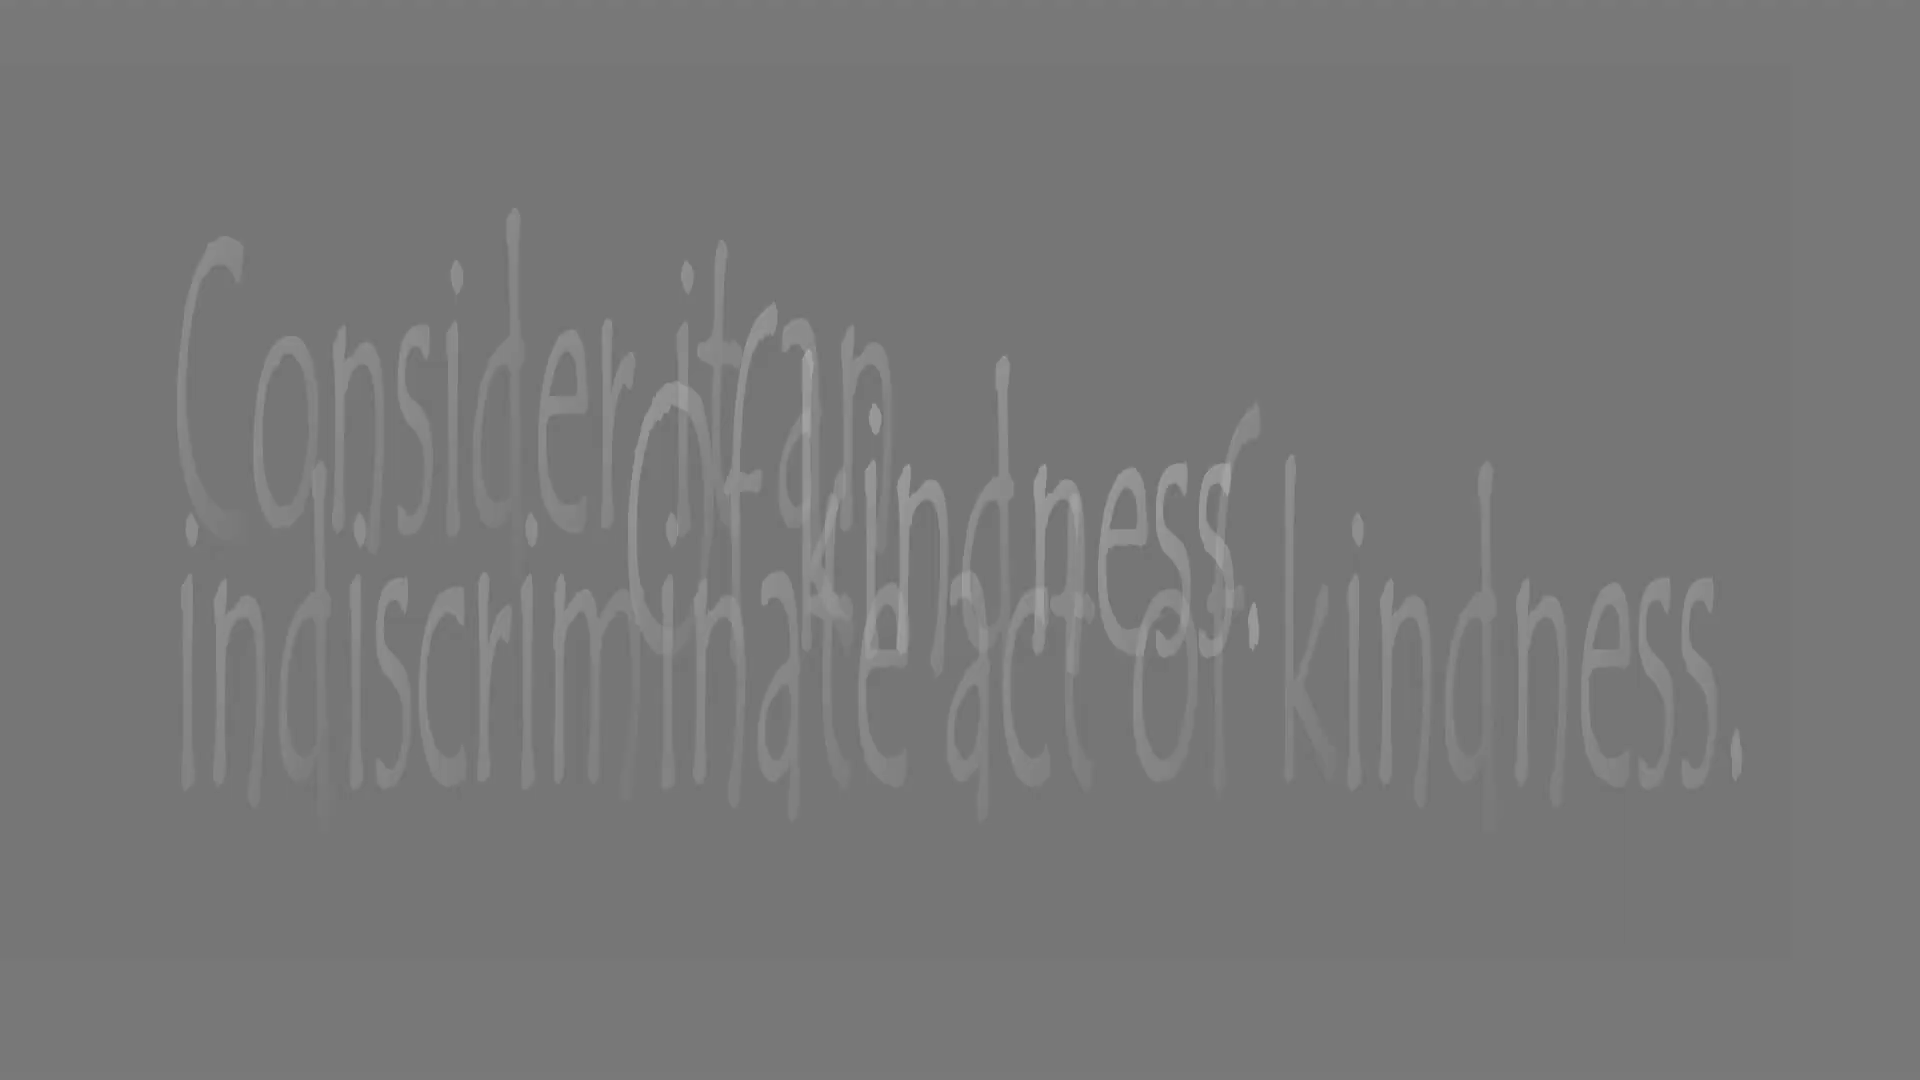 Consider it an
Of kindness.
indiscriminate act of kindness.